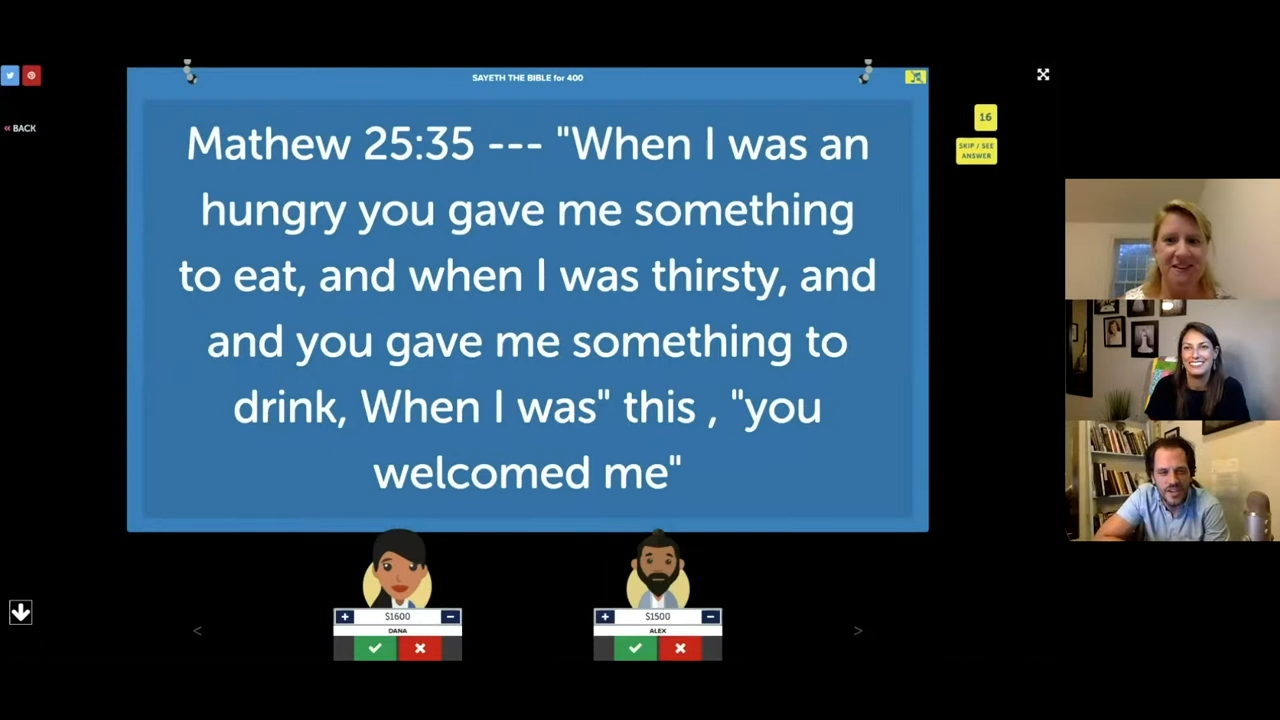 SAYETH THE BIBLE for 400
« BACK
16
SKIP / SEE
ANSWER
Mathew 25:35 --- "When I was an
hungry you gave me something
to eat, and when I was thirsty, and
and you gave me something to
drink, When I was" this , "you
welcomed me"
+ $1600 −
DANA
+ $1500 −
ALEX
< >